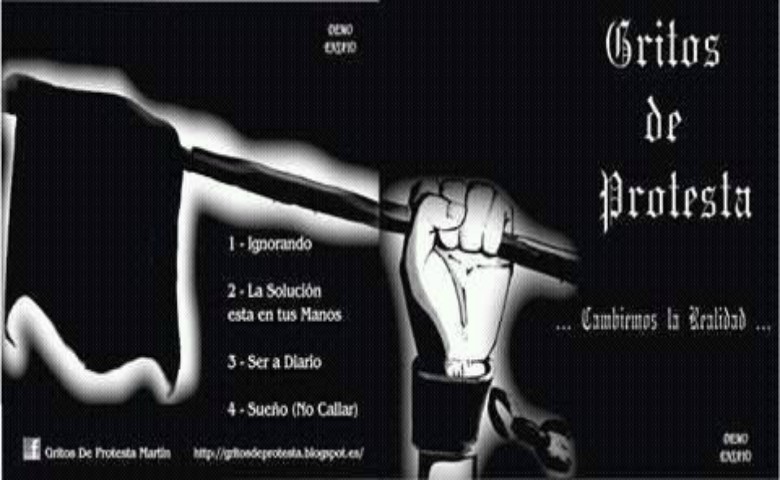 DEMO
ENSAYO
1 - Ignorando
2 - La Solución
esta en tus Manos
3 - Ser a Diario
4 - Sueño (No Callar)
f Gritos De Protesta Martin
http://gritosdeprotesta.blogspot.es/
Gritos
de
Protesta
... Cambiemos la Realidad ...
DEMO
ENSAYO